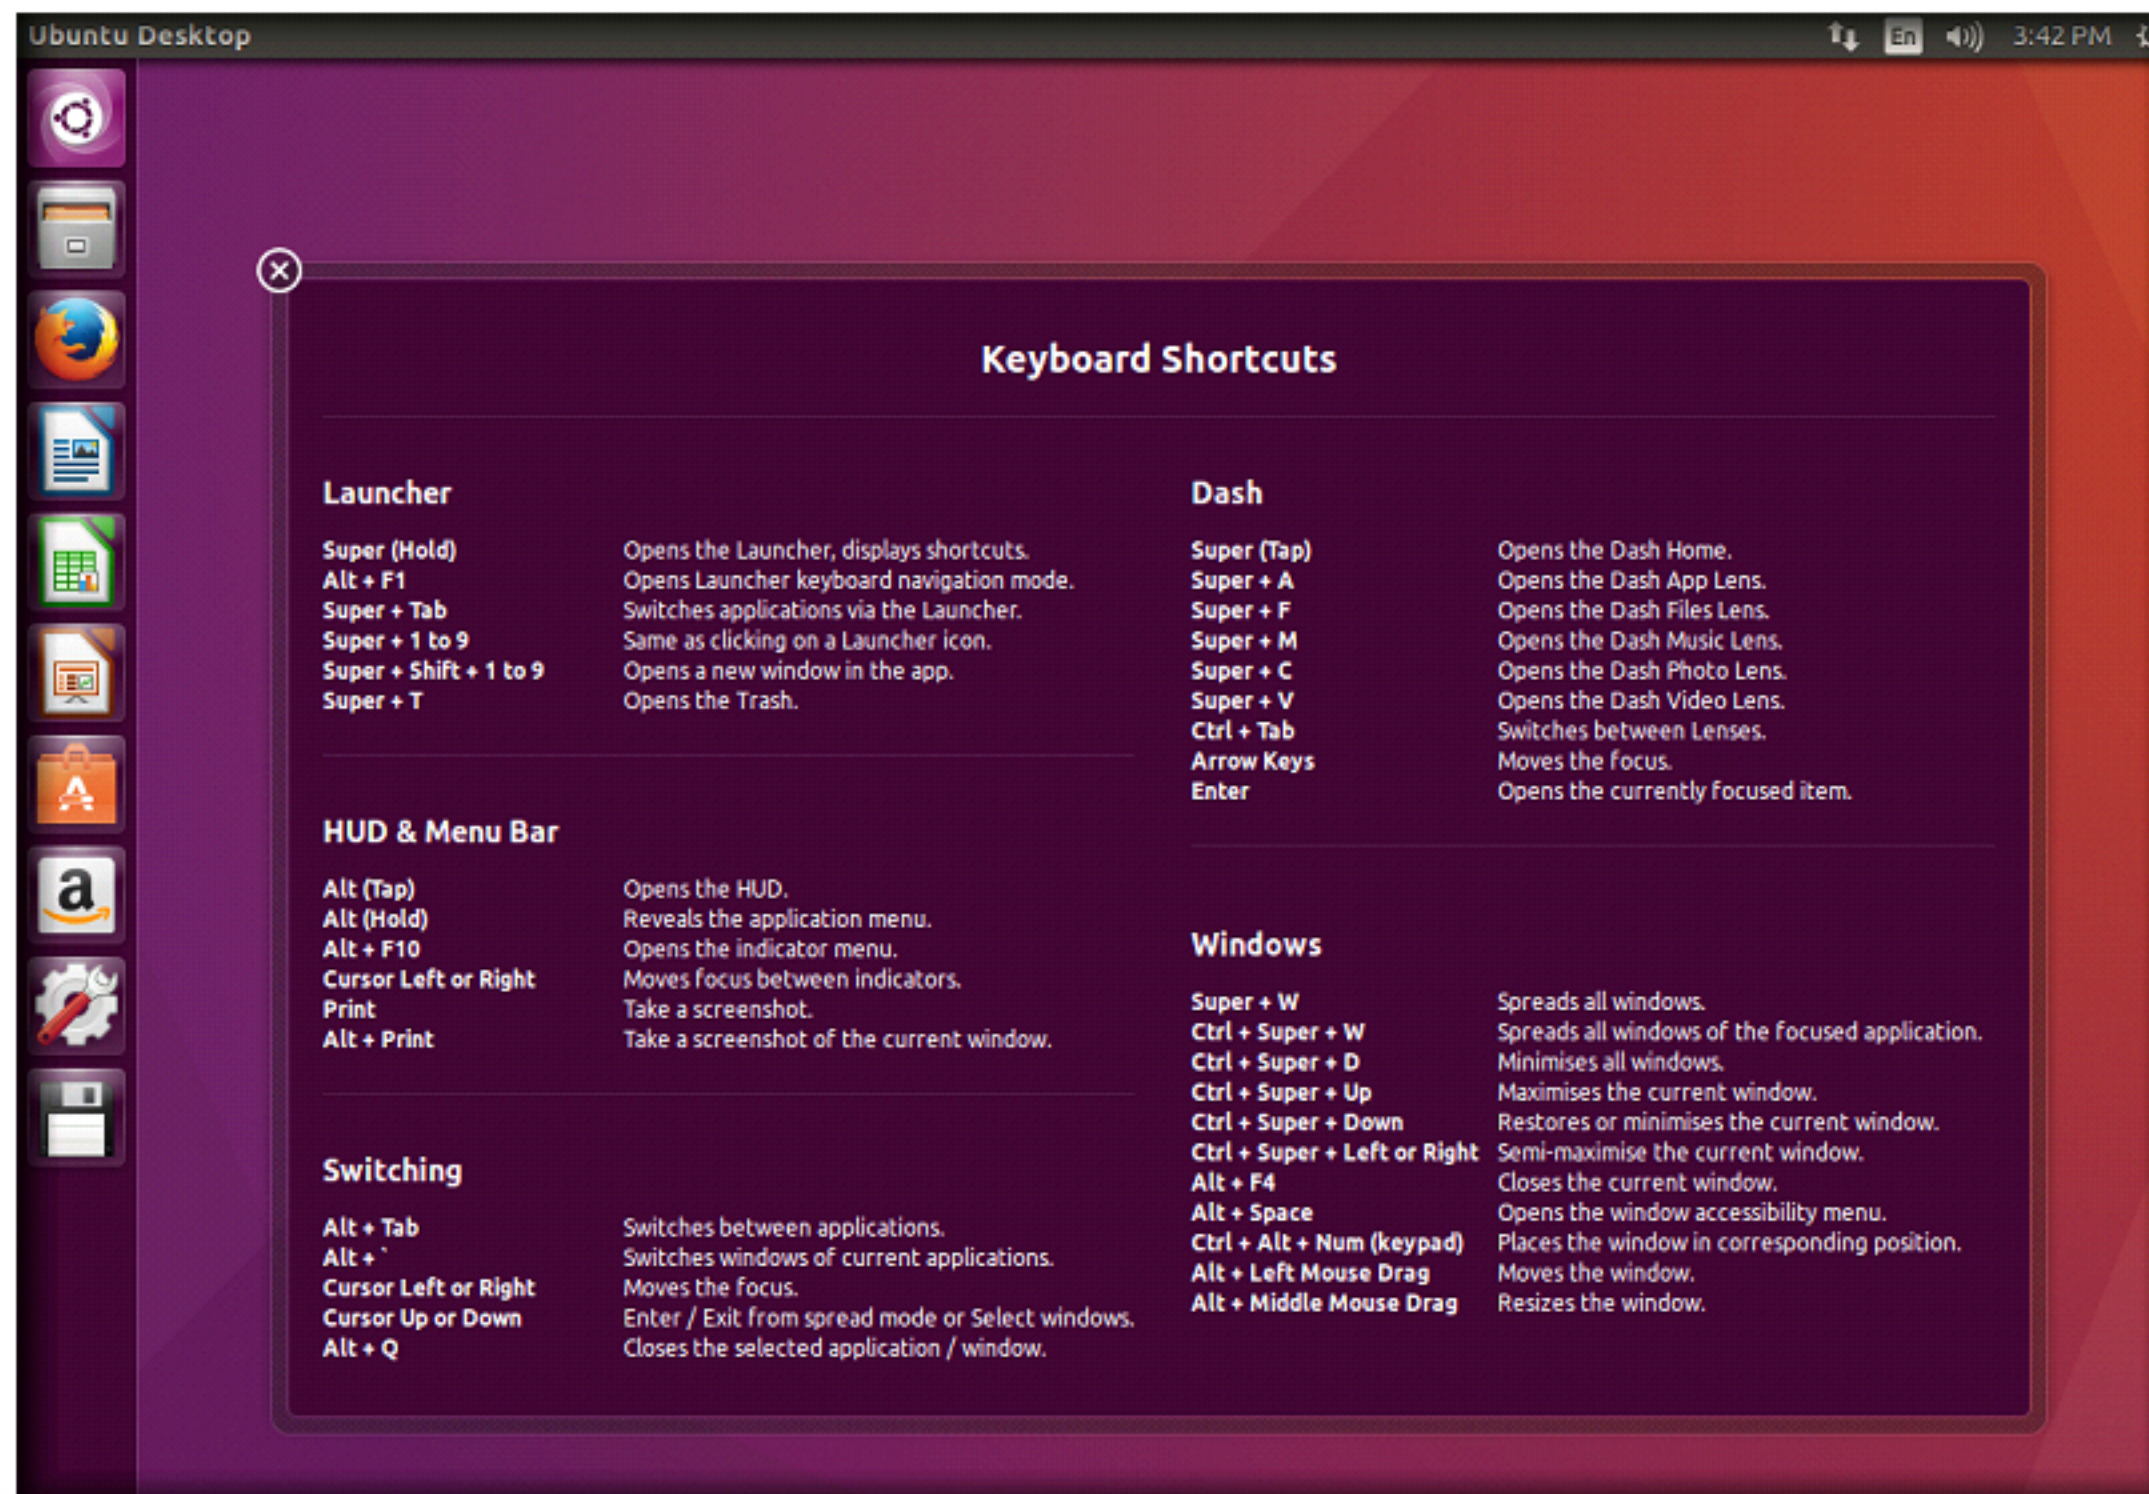 Ubuntu Desktop
En
3:42 PM
Keyboard Shortcuts
Launcher
Super (Hold) Opens the Launcher, displays shortcuts.
Alt + F1 Opens Launcher keyboard navigation mode.
Super + Tab Switches applications via the Launcher.
Super + 1 to 9 Same as clicking on a Launcher icon.
Super + Shift + 1 to 9 Opens a new window in the app.
Super + T Opens the Trash.
HUD & Menu Bar
Alt (Tap) Opens the HUD.
Alt (Hold) Reveals the application menu.
Alt + F10 Opens the indicator menu.
Cursor Left or Right Moves focus between indicators.
Print Take a screenshot.
Alt + Print Take a screenshot of the current window.
Switching
Alt + Tab Switches between applications.
Alt + ` Switches windows of current applications.
Cursor Left or Right Moves the focus.
Cursor Up or Down Enter / Exit from spread mode or Select windows.
Alt + Q Closes the selected application / window.
Dash
Super (Tap) Opens the Dash Home.
Super + A Opens the Dash App Lens.
Super + F Opens the Dash Files Lens.
Super + M Opens the Dash Music Lens.
Super + C Opens the Dash Photo Lens.
Super + V Opens the Dash Video Lens.
Ctrl + Tab Switches between Lenses.
Arrow Keys Moves the focus.
Enter Opens the currently focused item.
Windows
Super + W Spreads all windows.
Ctrl + Super + W Spreads all windows of the focused application.
Ctrl + Super + D Minimises all windows.
Ctrl + Super + Up Maximises the current window.
Ctrl + Super + Down Restores or minimises the current window.
Ctrl + Super + Left or Right Semi-maximise the current window.
Alt + F4 Closes the current window.
Alt + Space Opens the window accessibility menu.
Ctrl + Alt + Num (keypad) Places the window in corresponding position.
Alt + Left Mouse Drag Moves the window.
Alt + Middle Mouse Drag Resizes the window.
A
a